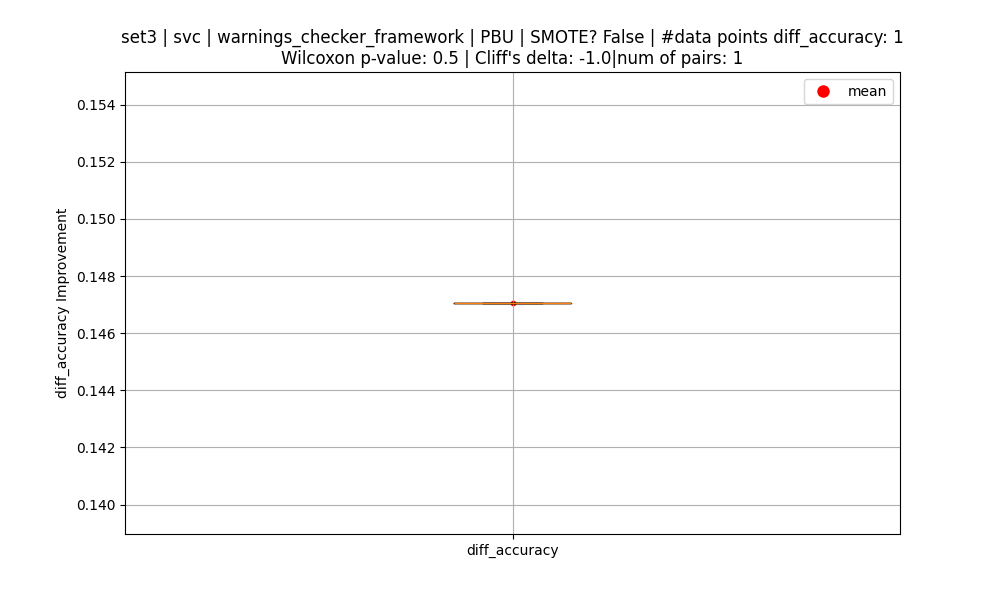 set3 | svc | warnings_checker_framework | PBU | SMOTE? False | #data points diff_accuracy: 1
Wilcoxon p-value: 0.5 | Cliff's delta: -1.0|num of pairs: 1
mean
0.154
0.152
0.150
0.148
0.146
0.144
0.142
0.140
diff_accuracy Improvement
diff_accuracy